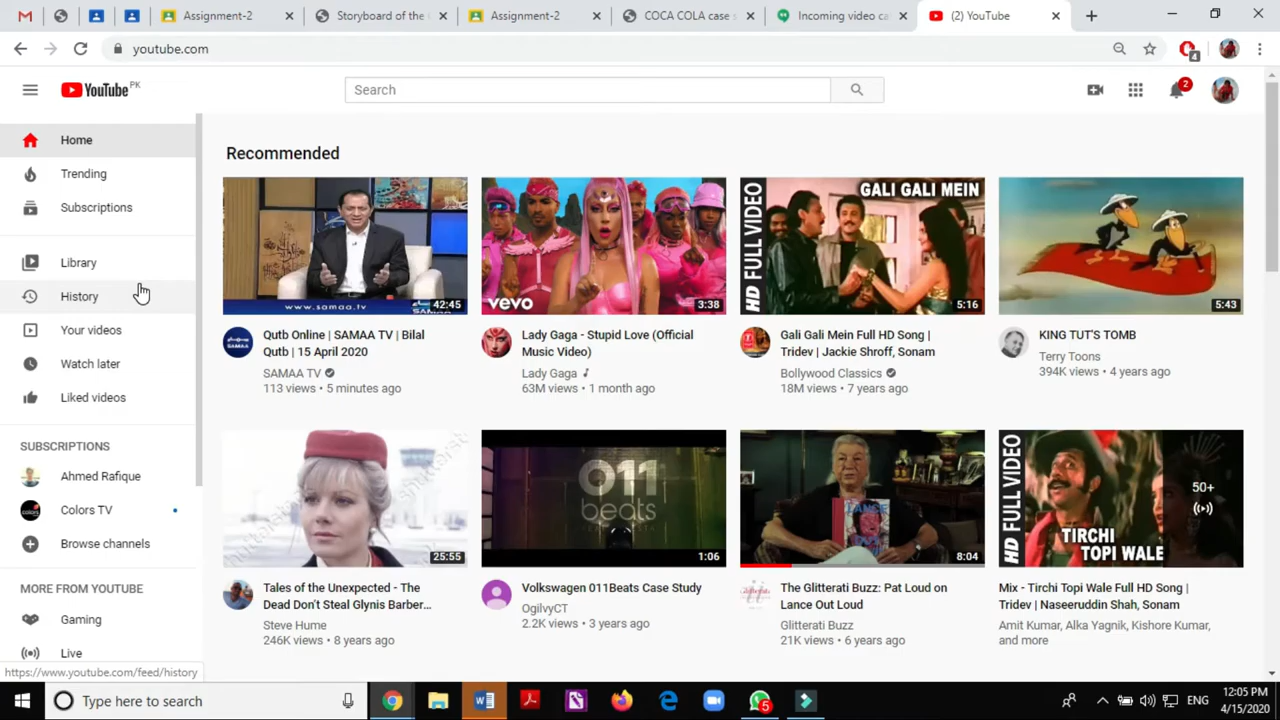 Assignment-2
Storyboard of the
Assignment-2
COCA COLA case s
Incoming video ca
(2) YouTube
youtube.com
4
YouTube PK
Search
2
Home
Trending
Subscriptions
Library
History
Your videos
Watch later
Liked videos
SUBSCRIPTIONS
Ahmed Rafique
Colors TV
Browse channels
MORE FROM YOUTUBE
Gaming
Live
https://www.youtube.com/feed/history
Recommended
www.samaa.tv
42:45
SAMAA
Qutb Online | SAMAA TV | Bilal
Qutb | 15 April 2020
SAMAA TV
113 views • 5 minutes ago
vevo
3:38
Lady Gaga - Stupid Love (Official
Music Video)
Lady Gaga
63M views • 1 month ago
HD FULL VIDEO
GALI GALI MEIN
5:16
Gali Gali Mein Full HD Song |
Tridev | Jackie Shroff, Sonam
Bollywood Classics
18M views • 7 years ago
5:43
KING TUT'S TOMB
Terry Toons
394K views • 4 years ago
25:55
Tales of the Unexpected - The
Dead Don't Steal Glynis Barber...
Steve Hume
246K views • 8 years ago
011
beats
1:06
Volkswagen 011Beats Case Study
OgilvyCT
2.2K views • 3 years ago
LANCE
8:04
The Glitterati Buzz: Pat Loud on
Lance Out Loud
Glitterati Buzz
21K views • 6 years ago
HD FULL VIDEO
TIRCHI
TOPI WALE
50+
Mix - Tirchi Topi Wale Full HD Song |
Tridev | Naseeruddin Shah, Sonam
Amit Kumar, Alka Yagnik, Kishore Kumar,
and more
Type here to search
5
ENG
12:05 PM
4/15/2020